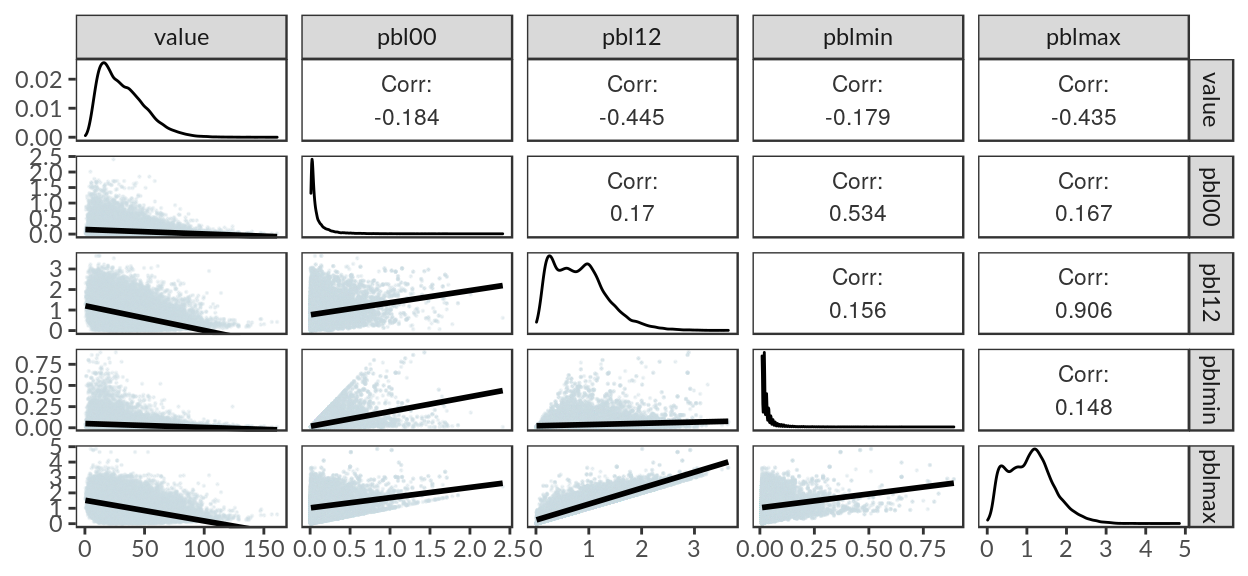 value pbl00 pbl12 pblmin pblmax
0.02
0.01
0.00
Corr:
-0.184
Corr:
-0.445
Corr:
-0.179
Corr:
-0.435
value
2.5
2.0
1.5
1.0
0.5
0.0
Corr:
0.17
Corr:
0.534
Corr:
0.167
pbl00
3
2
1
0
Corr:
0.156
Corr:
0.906
pbl12
0.75
0.50
0.25
0.00
Corr:
0.148
pblmin
5
4
3
2
1
0
pblmax
0 50 100 150 0.0 0.5 1.0 1.5 2.0 2.5 0 1 2 3 0.00 0.25 0.50 0.75 0 1 2 3 4 5